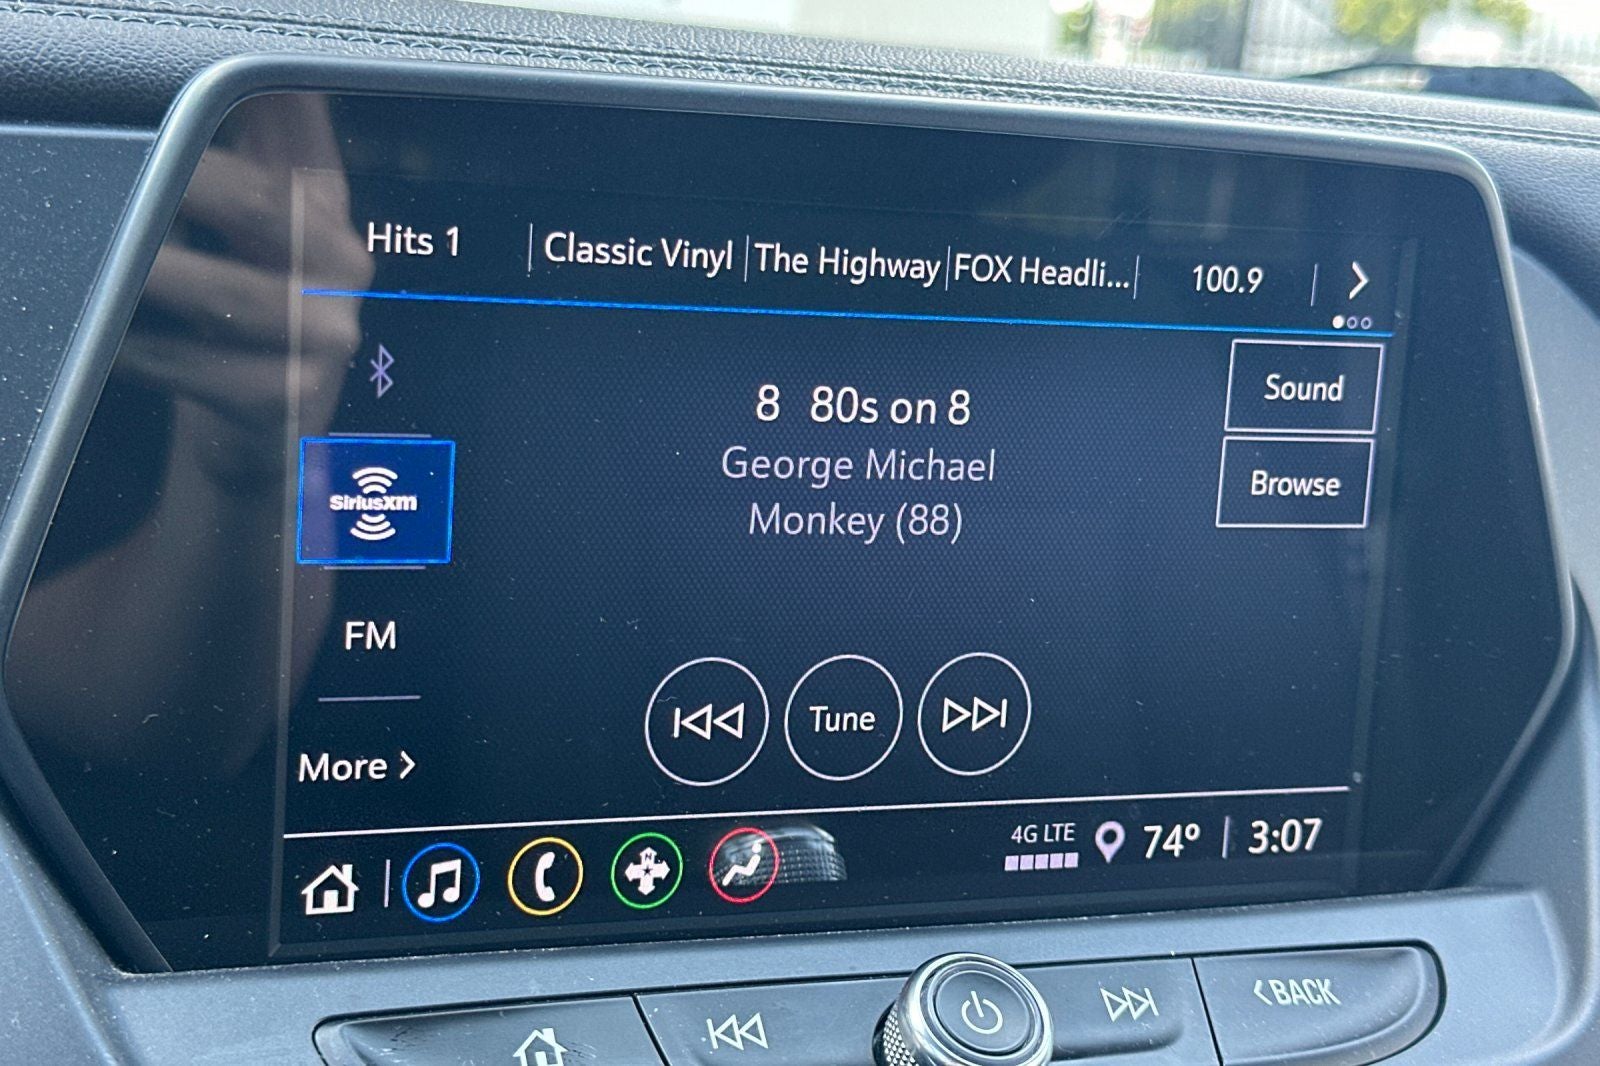 Hits 1 Classic Vinyl The Highway FOX Headli... 100.9
Sound
8 80s on 8
George Michael
Browse
SiriusXM
Monkey (88)
FM
Tune
More
4G LTE 74° 3:07
N
BACK